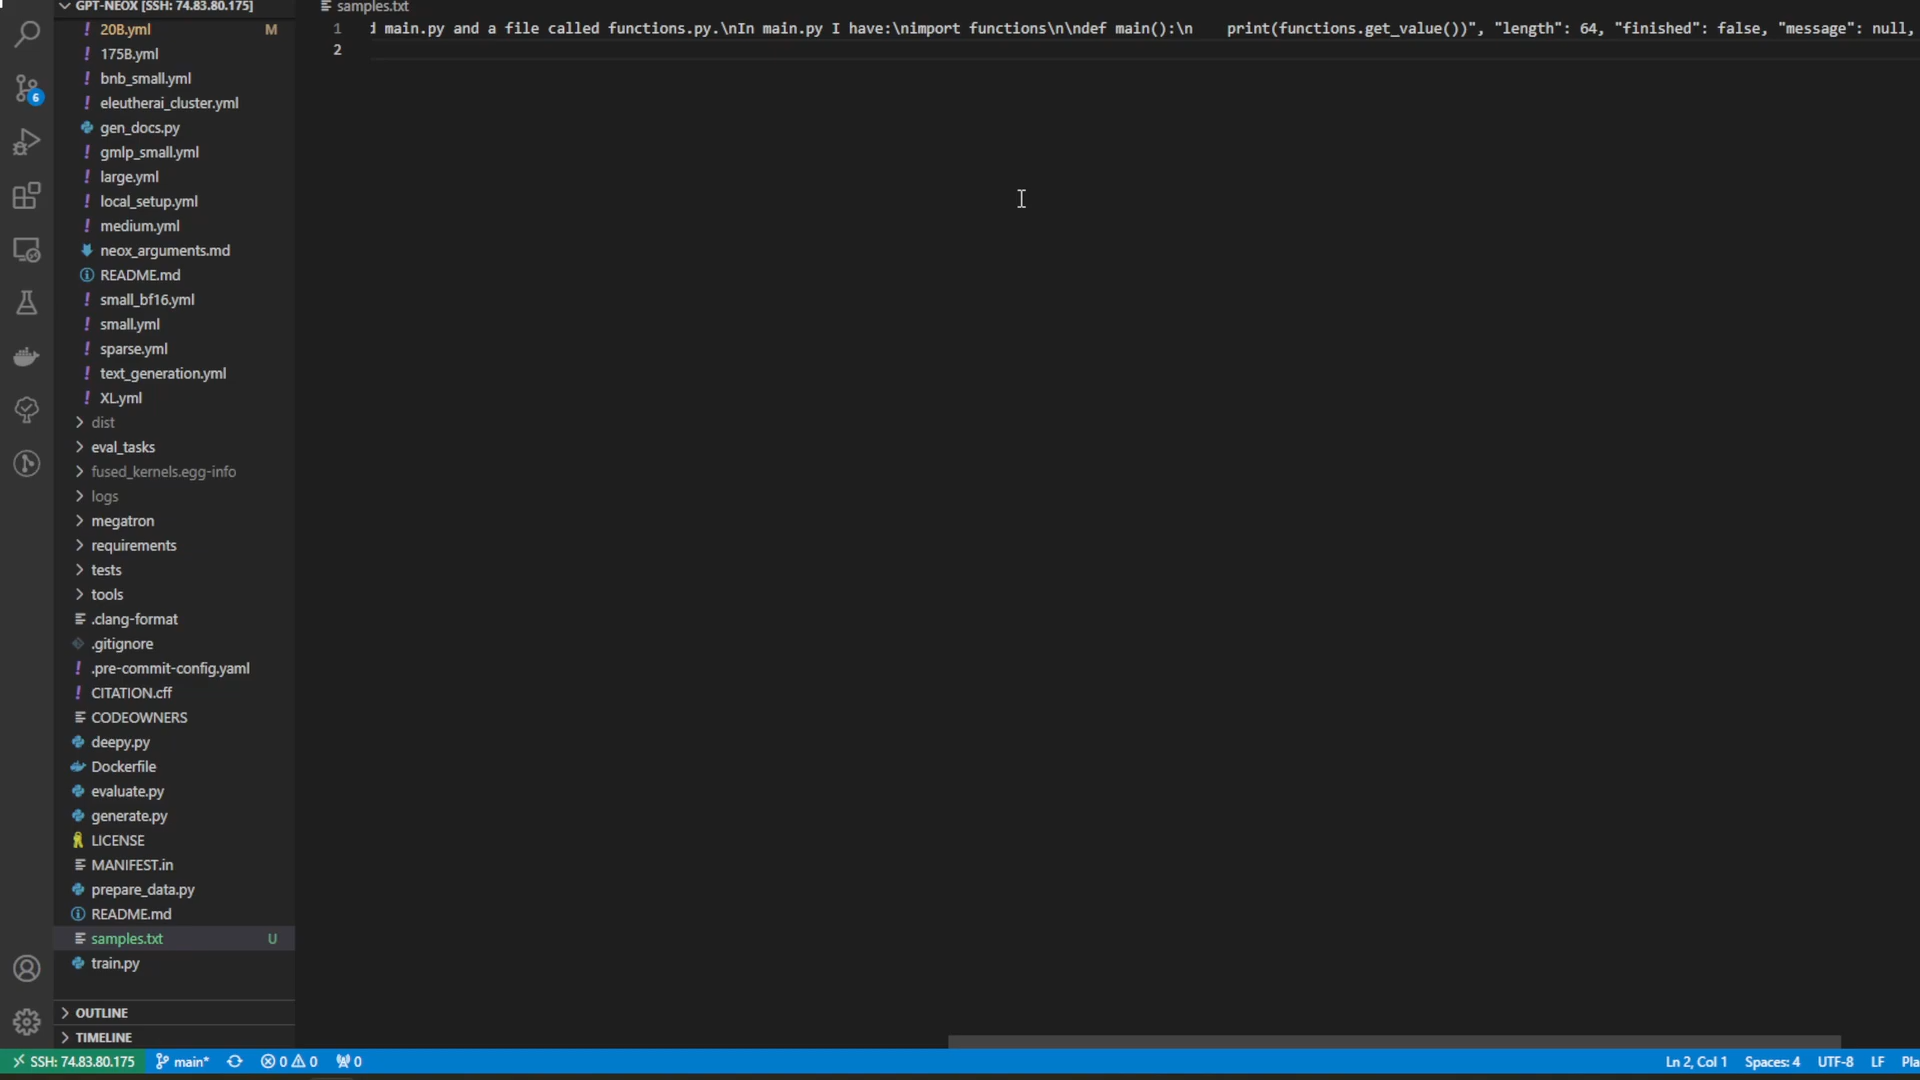 GPT-NEOX [SSH: 74.83.80.175]
20B.yml M
175B.yml
bnb_small.yml
eleutherai_cluster.yml
gen_docs.py
gmlp_small.yml
large.yml
local_setup.yml
medium.yml
neox_arguments.md
README.md
small_bf16.yml
small.yml
sparse.yml
text_generation.yml
XL.yml
dist
eval_tasks
fused_kernels.egg-info
logs
megatron
requirements
tests
tools
.clang-format
.gitignore
.pre-commit-config.yaml
CITATION.cff
CODEOWNERS
deepy.py
Dockerfile
evaluate.py
generate.py
LICENSE
MANIFEST.in
prepare_data.py
README.md
samples.txt U
train.py
OUTLINE
TIMELINE
6
samples.txt
1 d main.py and a file called functions.py.\nIn main.py I have:\nimport functions\n\ndef main():\n    print(functions.get_value())", "length": 64, "finished": false, "message": null,
2
SSH: 74.83.80.175 main* 0 0 0 Ln 2, Col 1 Spaces: 4 UTF-8 LF Pla